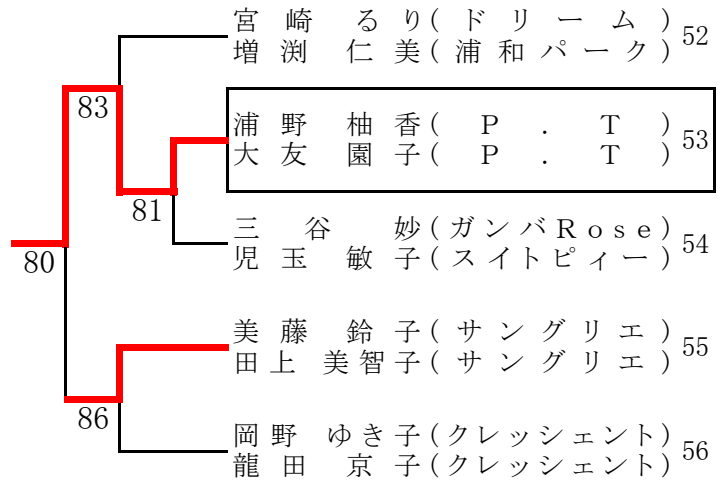 宮崎 るり(ドリーム) 52
増渕 仁美(浦和パーク)
83
浦野 柚香(P.T) 53
大友 園子(P.T)
81
三谷 妙(ガンバRose) 54
児玉 敏子(スイトピィー)
80
美藤 鈴子(サングリエ) 55
田上 美智子(サングリエ)
86
岡野 ゆき子(クレッシェント) 56
龍田 京子(クレッシェント)